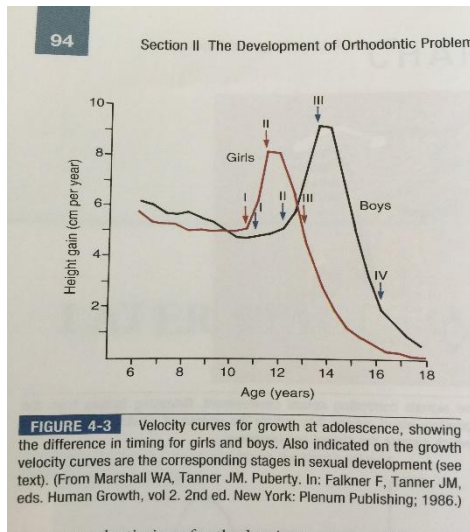 94
Section II The Development of Orthodontic Problem
10
8
6
4
2
Height gain (cm per year)
III
II
Girls
I
I
II
III
Boys
IV
6 8 10 12 14 16 18
Age (years)
FIGURE 4-3 Velocity curves for growth at adolescence, showing
the difference in timing for girls and boys. Also indicated on the growth
velocity curves are the corresponding stages in sexual development (see
text). (From Marshall WA, Tanner JM. Puberty. In: Falkner F, Tanner JM,
eds. Human Growth, vol 2. 2nd ed. New York: Plenum Publishing; 1986.)